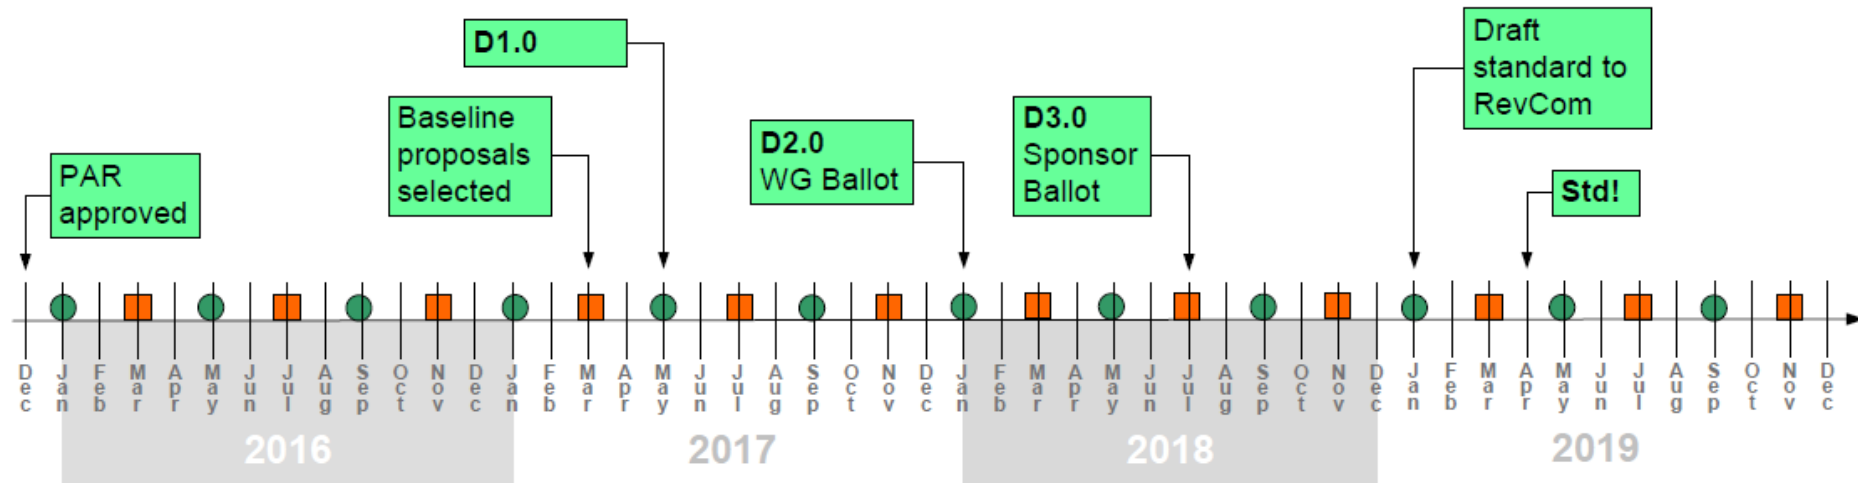 D1.0
Draft
standard to
RevCom
Baseline
proposals
selected
D3.0
Sponsor
Ballot
D2.0
WG Ballot
PAR
approved
Std!
Dec Jan Feb Mar Apr May Jun Jul Aug Sep Oct Nov Dec Jan Feb Mar Apr May Jun Jul Aug Sep Oct Nov Dec Jan Feb Mar Apr May Jun Jul Aug Sep Oct Nov Dec Jan Feb Mar Apr May Jun Jul Aug Sep Oct Nov Dec
2016 2017 2018 2019